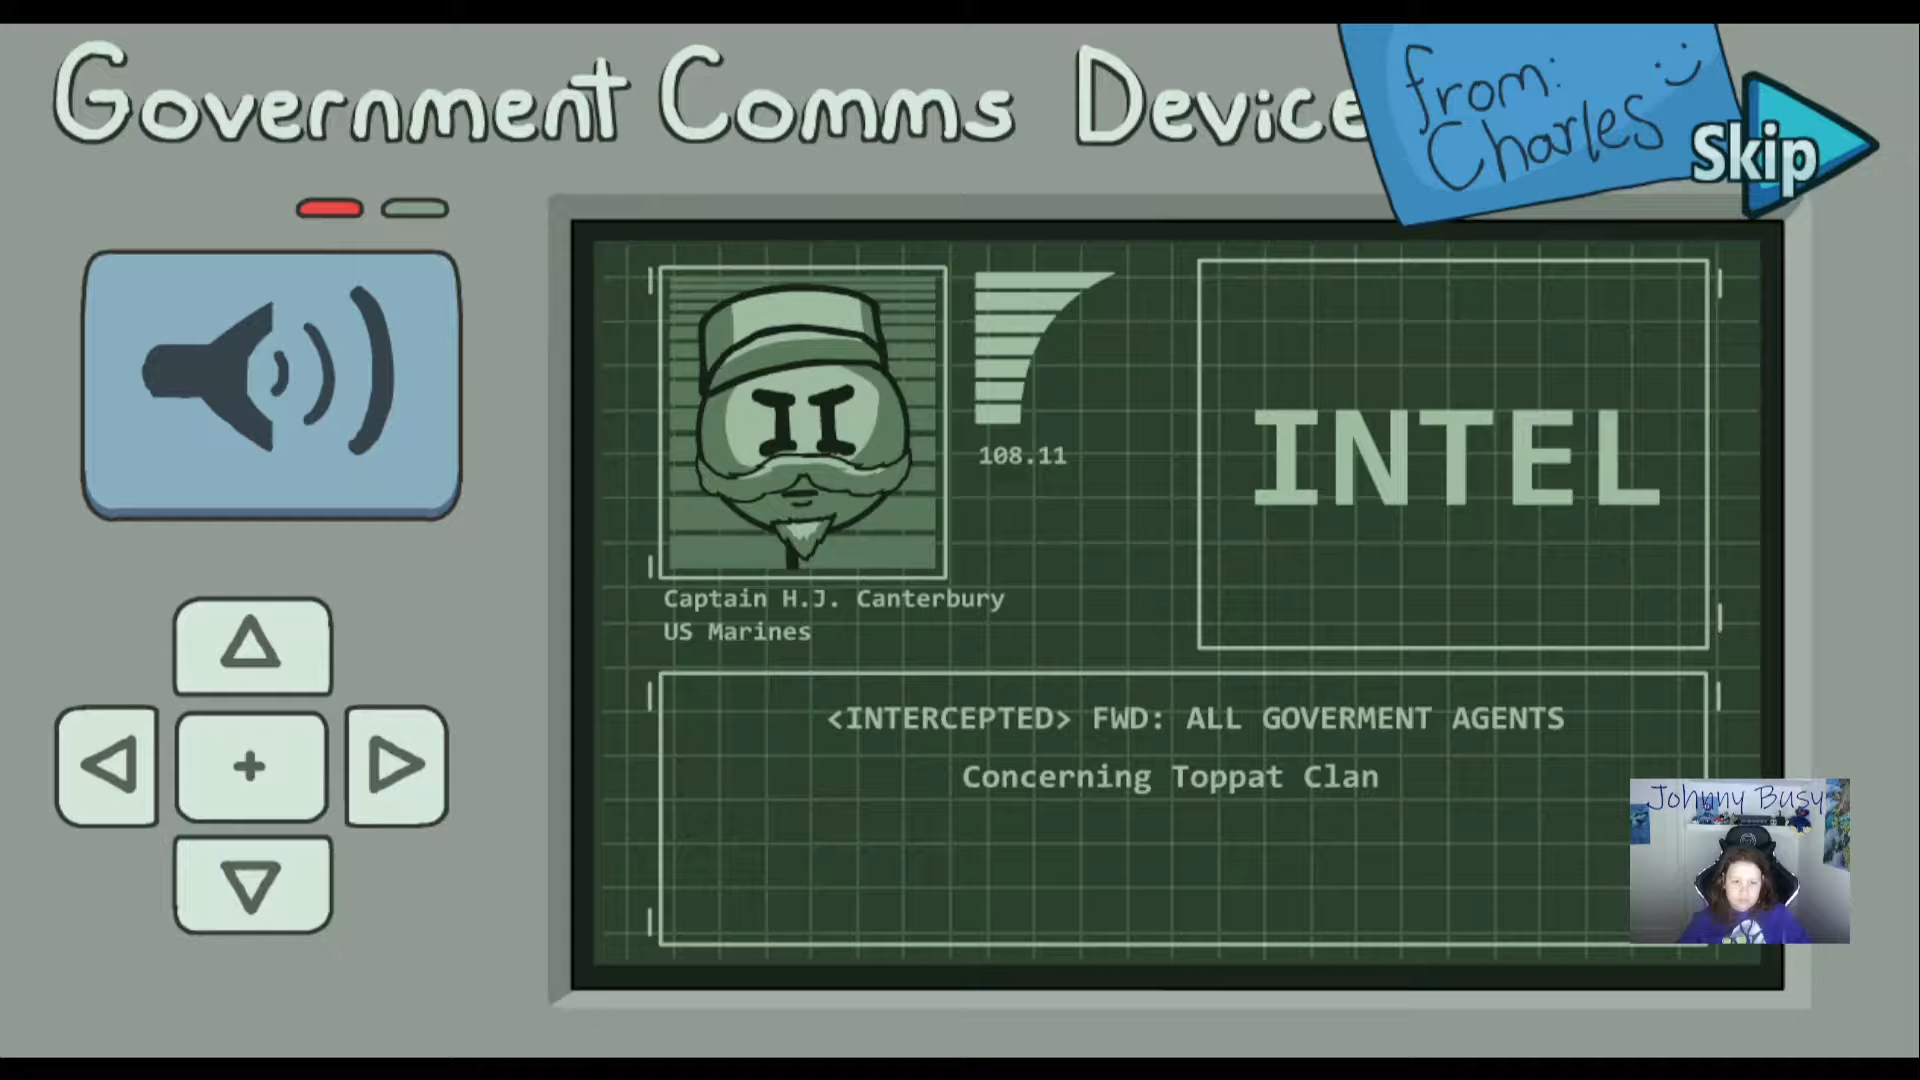 Government Comms Device
from:
Charles
Skip
INTEL
108.11
Captain H.J. Canterbury
US Marines
<INTERCEPTED> FWD: ALL GOVERMENT AGENTS
Concerning Toppat Clan
Johnny Busy